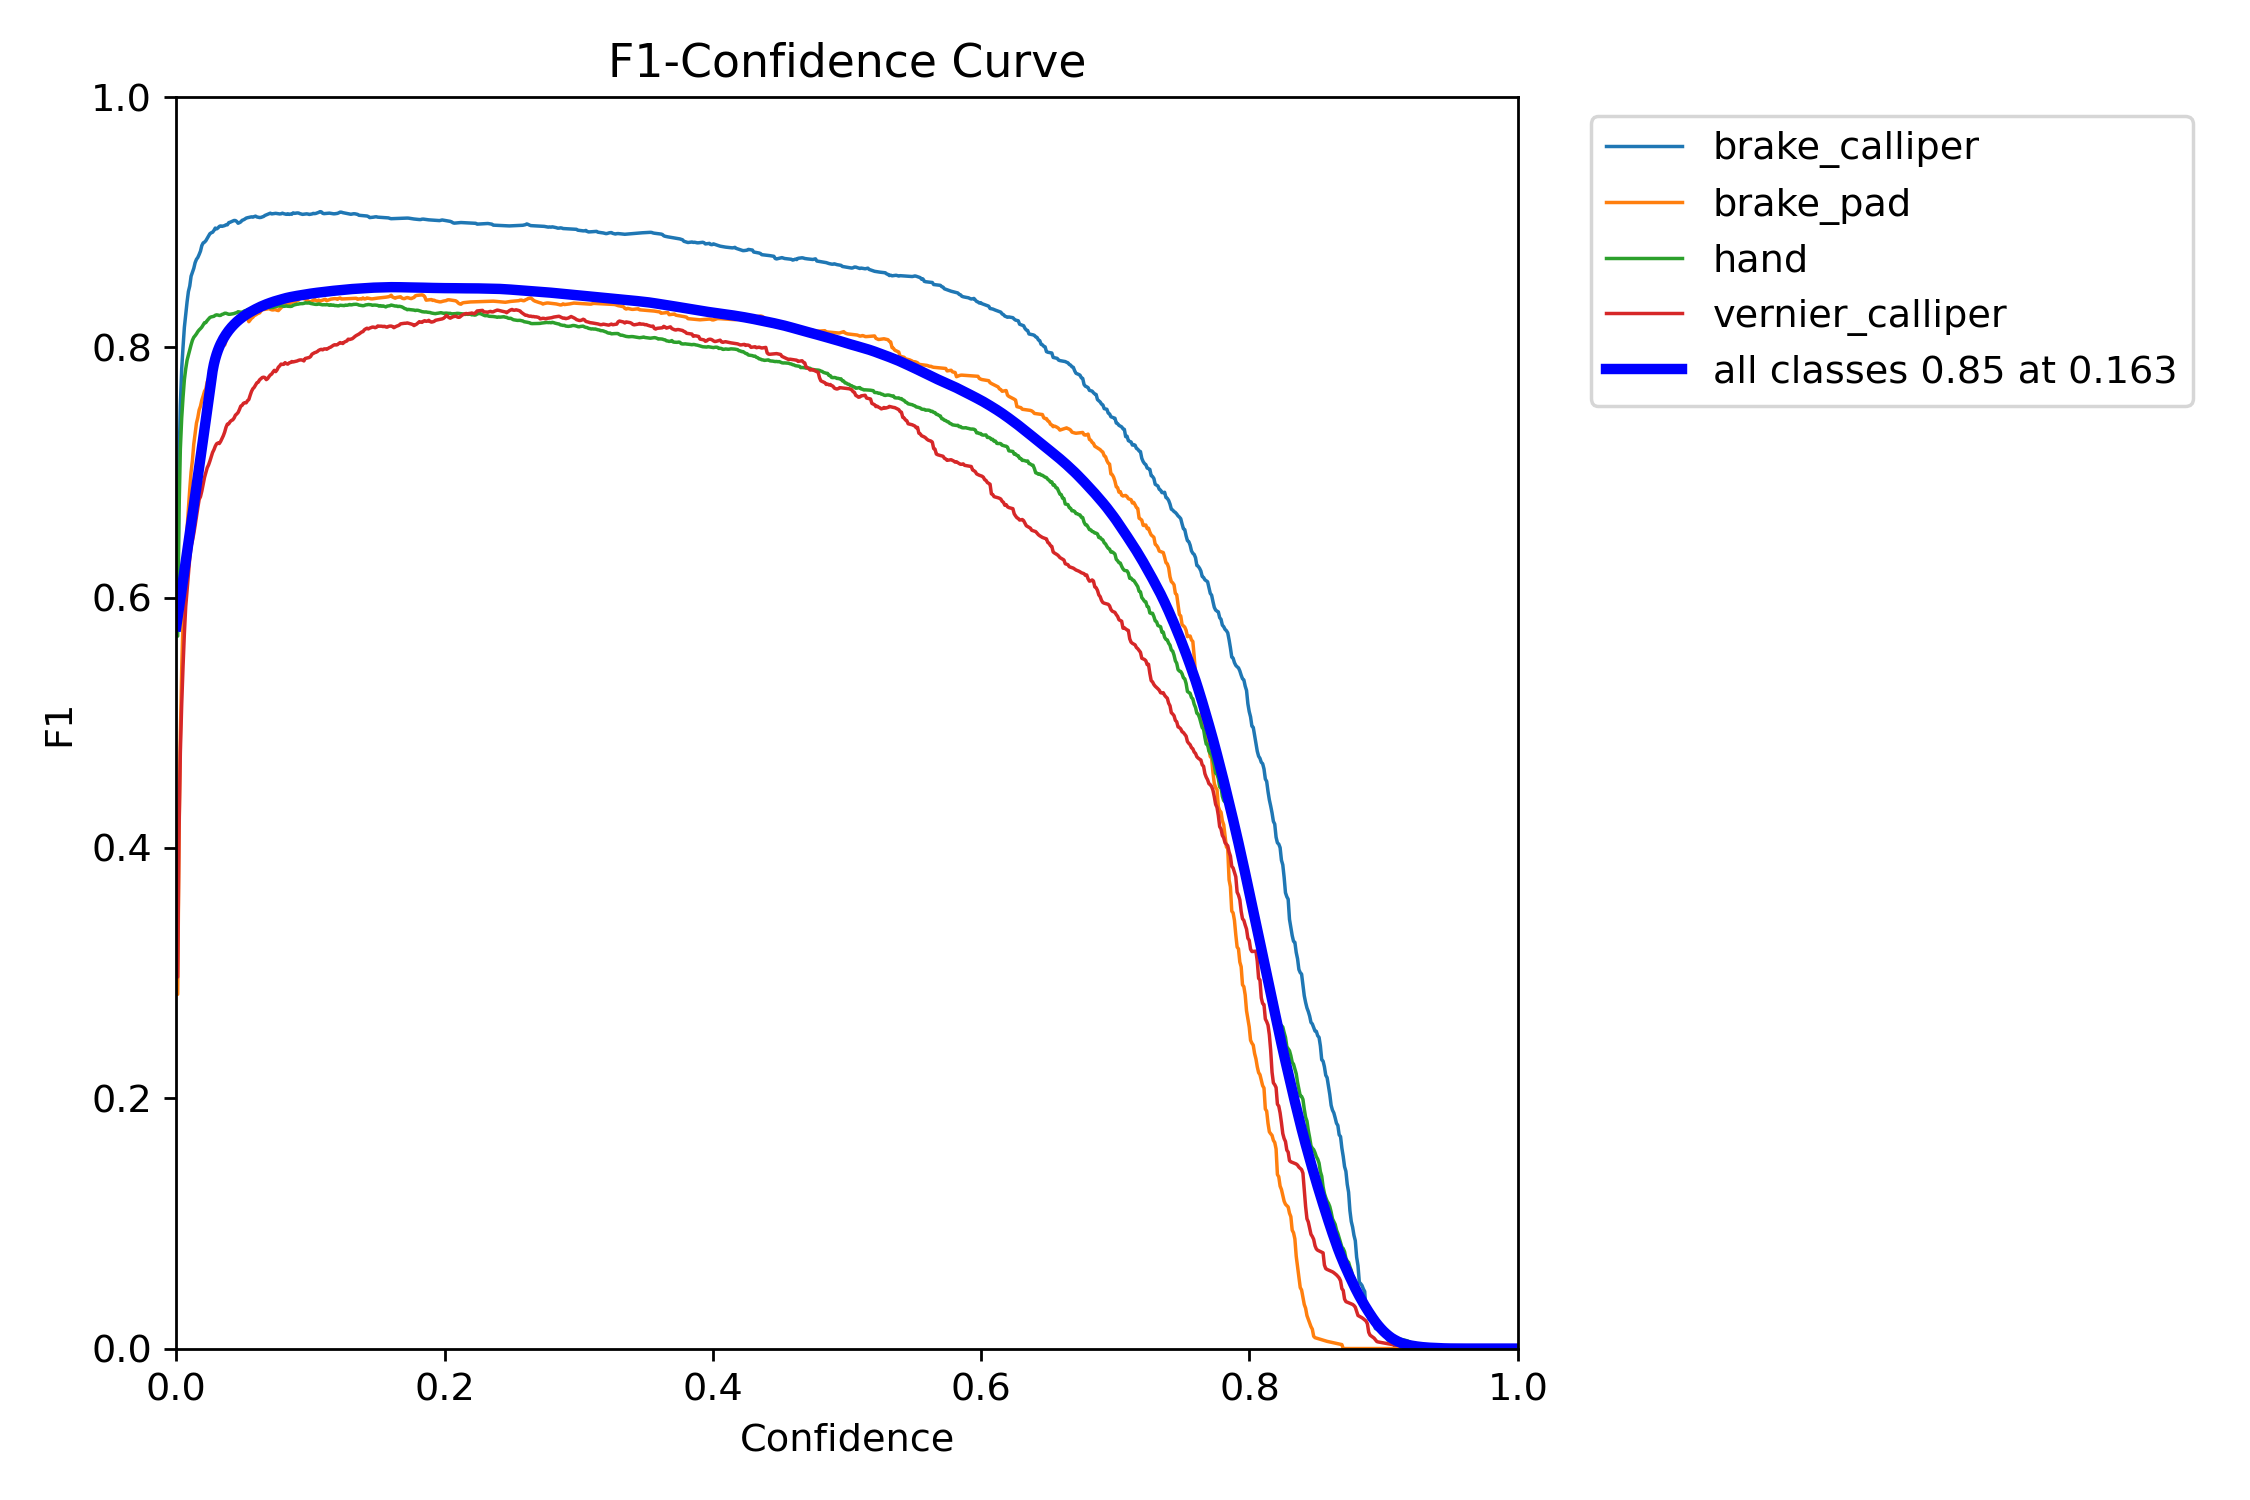 F1-Confidence Curve
1.0
0.8
0.6
0.4
0.2
0.0
F1
0.0 0.2 0.4 0.6 0.8 1.0
Confidence
brake_calliper
brake_pad
hand
vernier_calliper
all classes 0.85 at 0.163